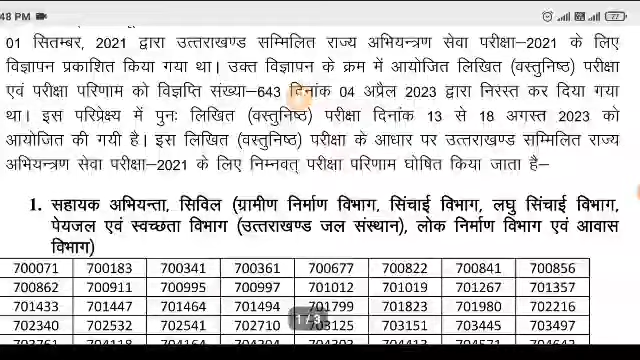 :48 PM
77
01 सितम्बर, 2021 द्वारा उत्तराखण्ड सम्मिलित राज्य अभियन्त्रण सेवा परीक्षा–2021 के लिए
विज्ञापन प्रकाशित किया गया था। उक्त विज्ञापन के क्रम में आयोजित लिखित (वस्तुनिष्ठ) परीक्षा
एवं परीक्षा परिणाम को विज्ञप्ति संख्या–643 दिनांक 04 अप्रैल 2023 द्वारा निरस्त कर दिया गया
था। इस परिप्रेक्ष्य में पुनः लिखित (वस्तुनिष्ठ) परीक्षा दिनांक 13 से 18 अगस्त 2023 को
आयोजित की गयी है। इस लिखित (वस्तुनिष्ठ) परीक्षा के आधार पर उत्तराखण्ड सम्मिलित राज्य
अभियन्त्रण सेवा परीक्षा–2021 के लिए निम्नवत् परीक्षा परिणाम घोषित किया जाता है–
1. सहायक अभियन्ता, सिविल (ग्रामीण निर्माण विभाग, सिंचाई विभाग, लघु सिंचाई विभाग,
पेयजल एवं स्वच्छता विभाग (उत्तराखण्ड जल संस्थान), लोक निर्माण विभाग एवं आवास
विभाग)
700071 700183 700341 700361 700677 700822 700841 700856
700862 700911 700995 700997 701012 701019 701267 701357
701433 701447 701464 701494 701799 701823 701980 702216
702340 702532 702541 702710 703125 703151 703445 703497
1/3